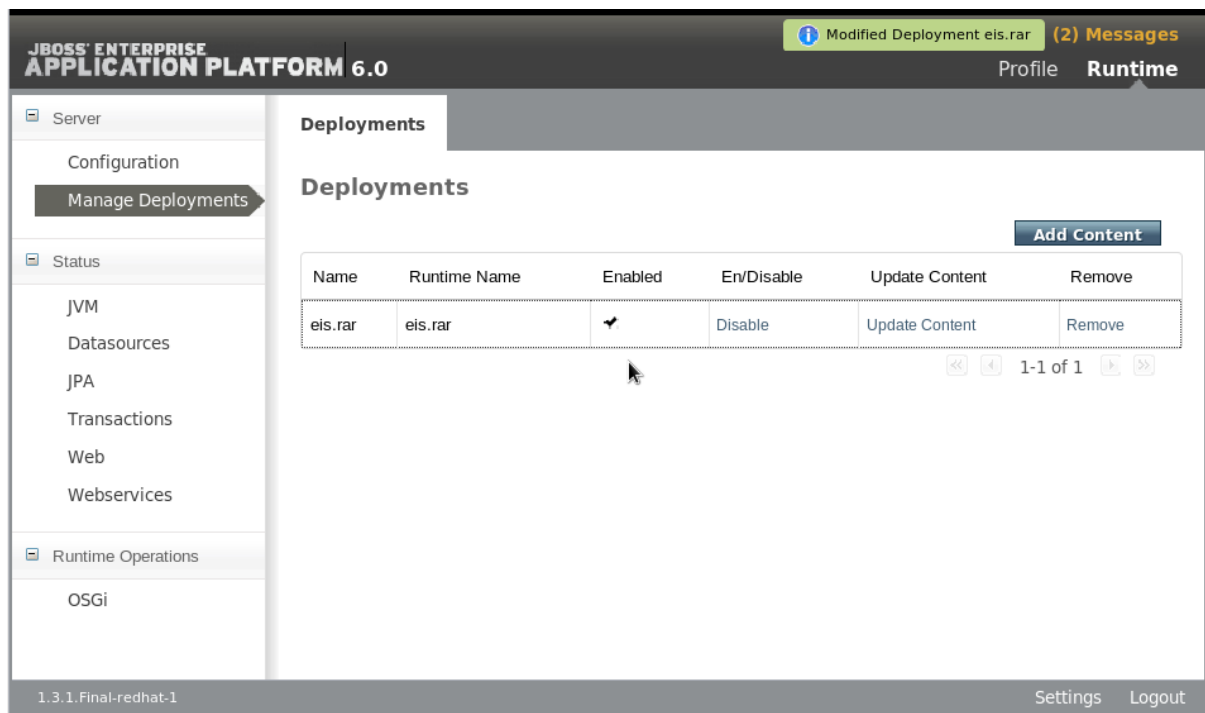 Modified Deployment eis.rar (2) Messages
JBOSS' ENTERPRISE
APPLICATION PLATFORM 6.0
Profile Runtime
Server
Configuration
Manage Deployments
Status
JVM
Datasources
JPA
Transactions
Web
Webservices
Runtime Operations
OSGi
Deployments
Deployments
Add Content
Name Runtime Name Enabled En/Disable Update Content Remove
eis.rar eis.rar Disable Update Content Remove
1-1 of 1
1.3.1.Final-redhat-1
Settings Logout